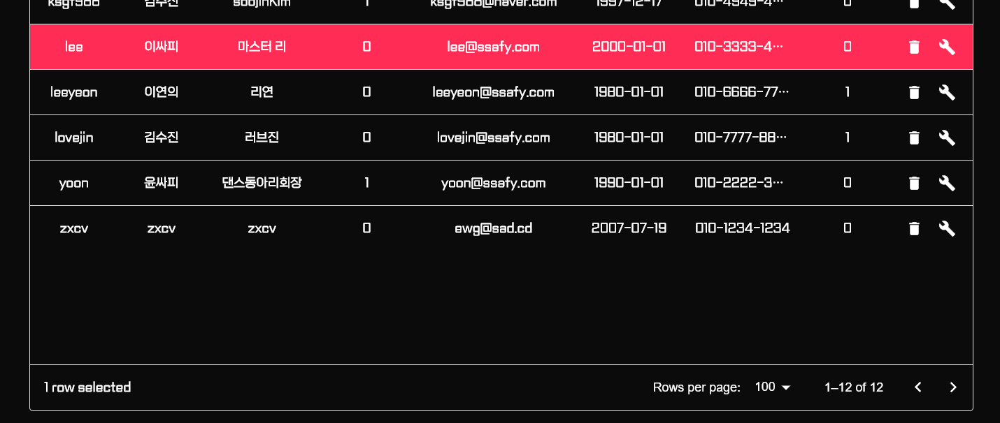 ksgf988 김수진 soojinKim 1 ksgf988@naver.com 1997-12-17 010-4949-4… 0
lee 이싸피 마스터 리 0 lee@ssafy.com 2000-01-01 010-3333-4… 0
leeyeon 이연의 리연 0 leeyeon@ssafy.com 1980-01-01 010-6666-77… 1
lovejin 김수진 러브진 0 lovejin@ssafy.com 1980-01-01 010-7777-88… 1
yoon 윤싸피 댄스동아리회장 1 yoon@ssafy.com 1990-01-01 010-2222-3… 0
zxcv zxcv zxcv 0 ewg@sad.cd 2007-07-19 010-1234-1234 0
1 row selected Rows per page: 100 1–12 of 12